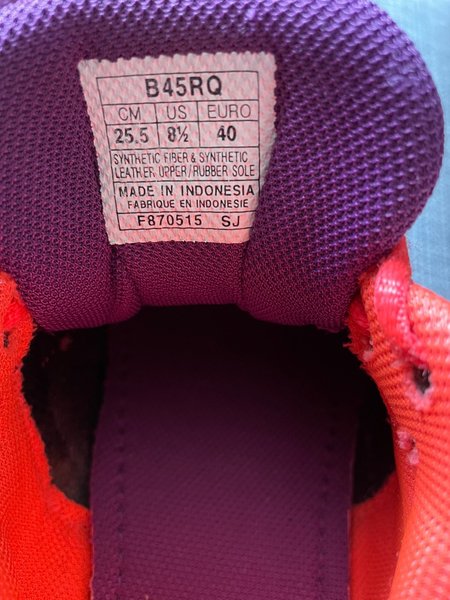 B45RQ
CM US EURO
25.5 8½ 40
SYNTHETIC FIBER & SYNTHETIC
LEATHER UPPER/RUBBER SOLE
MADE IN INDONESIA
FABRIQUE EN INDONESIE
F870515 SJ